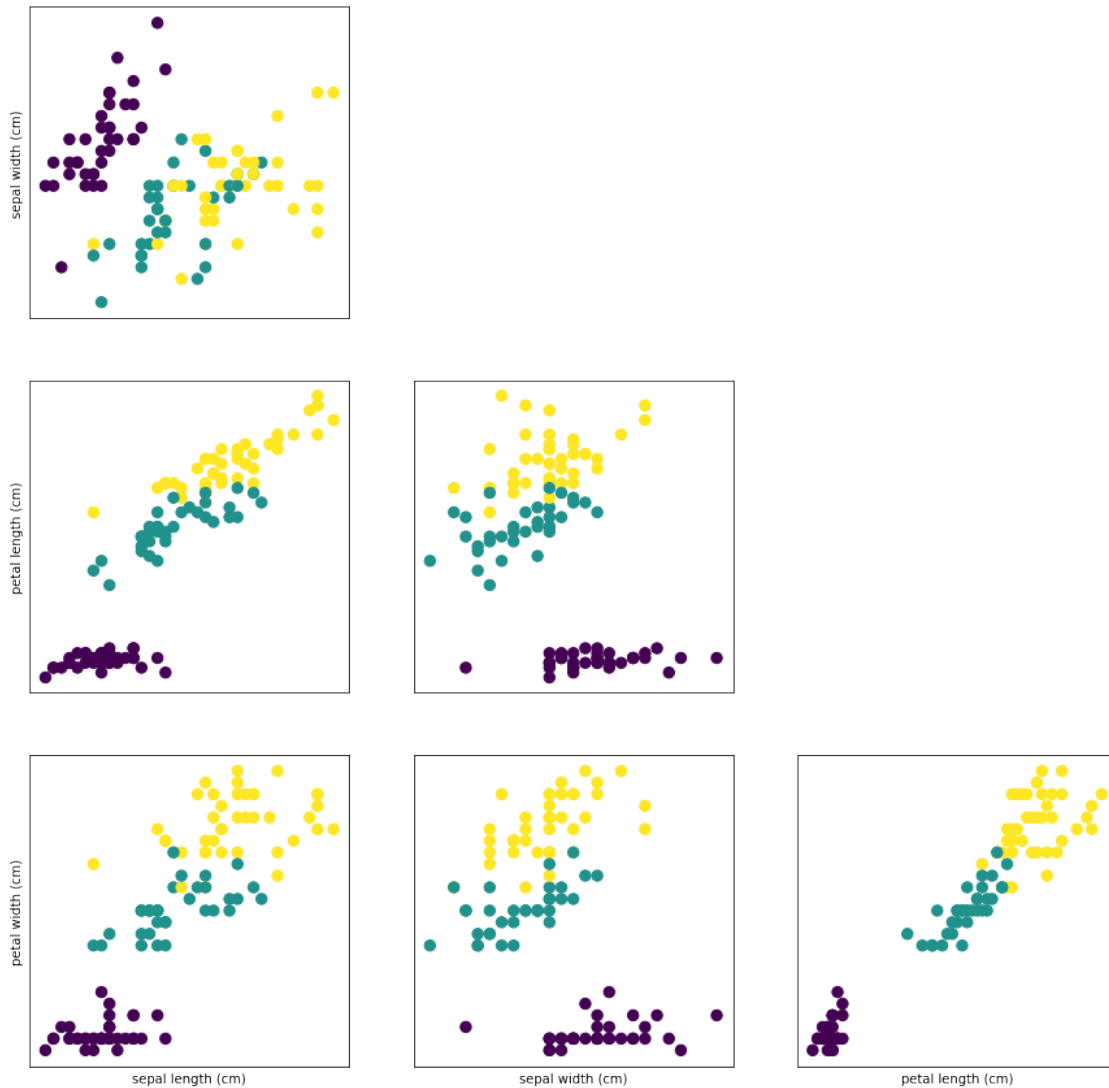 sepal width (cm)
petal length (cm)
petal width (cm)
sepal length (cm)
sepal width (cm)
petal length (cm)